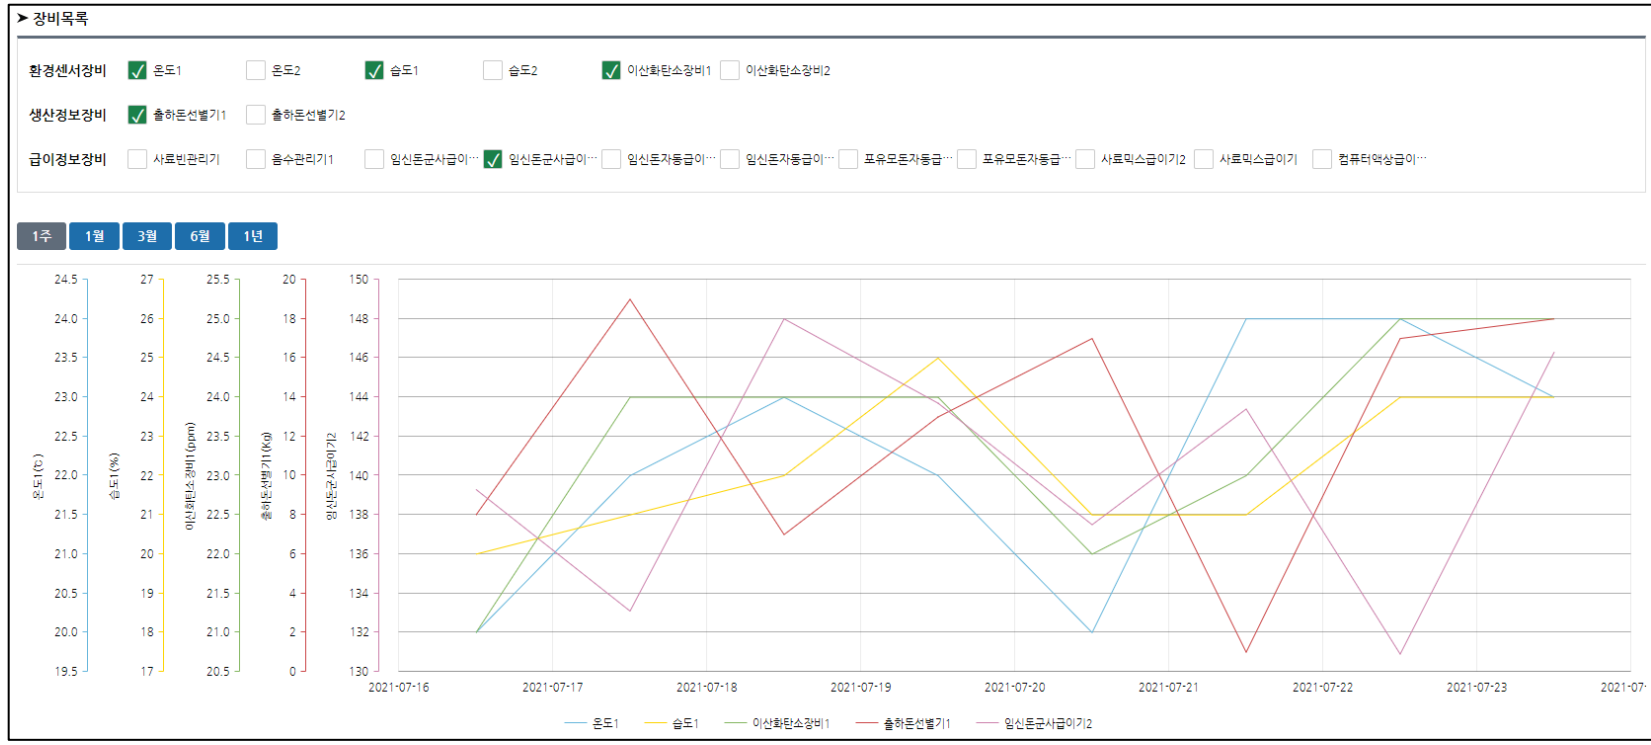 ➤ 장비목록
환경센서장비 온도1 온도2 습도1 습도2 이산화탄소장비1 이산화탄소장비2
생산정보장비 출하돈선별기1 출하돈선별기2
급이정보장비 사료빈관리기 음수관리기1 임신돈군사급이… 임신돈군사급이… 임신돈자동급이… 임신돈자동급이… 포유모돈자동급… 포유모돈자동급… 사료믹스급이기2 사료믹스급이기 컴퓨터액상급이…
1주 1월 3월 6월 1년
24.5 27 25.5 20 150
24.0 26 25.0 18 148
23.5 25 24.5 16 146
23.0 24 24.0 14 144
22.5 23 23.5 12 142
22.0 22 23.0 10 140
21.5 21 22.5 8 138
21.0 20 22.0 6 136
20.5 19 21.5 4 134
20.0 18 21.0 2 132
19.5 17 20.5 0 130
온도1(℃)
습도1(%)
이산화탄소장비1(ppm)
출하돈선별기1(Kg)
임신돈군사급이기2
2021-07-16 2021-07-17 2021-07-18 2021-07-19 2021-07-20 2021-07-21 2021-07-22 2021-07-23 2021-07-
온도1 습도1 이산화탄소장비1 출하돈선별기1 임신돈군사급이기2